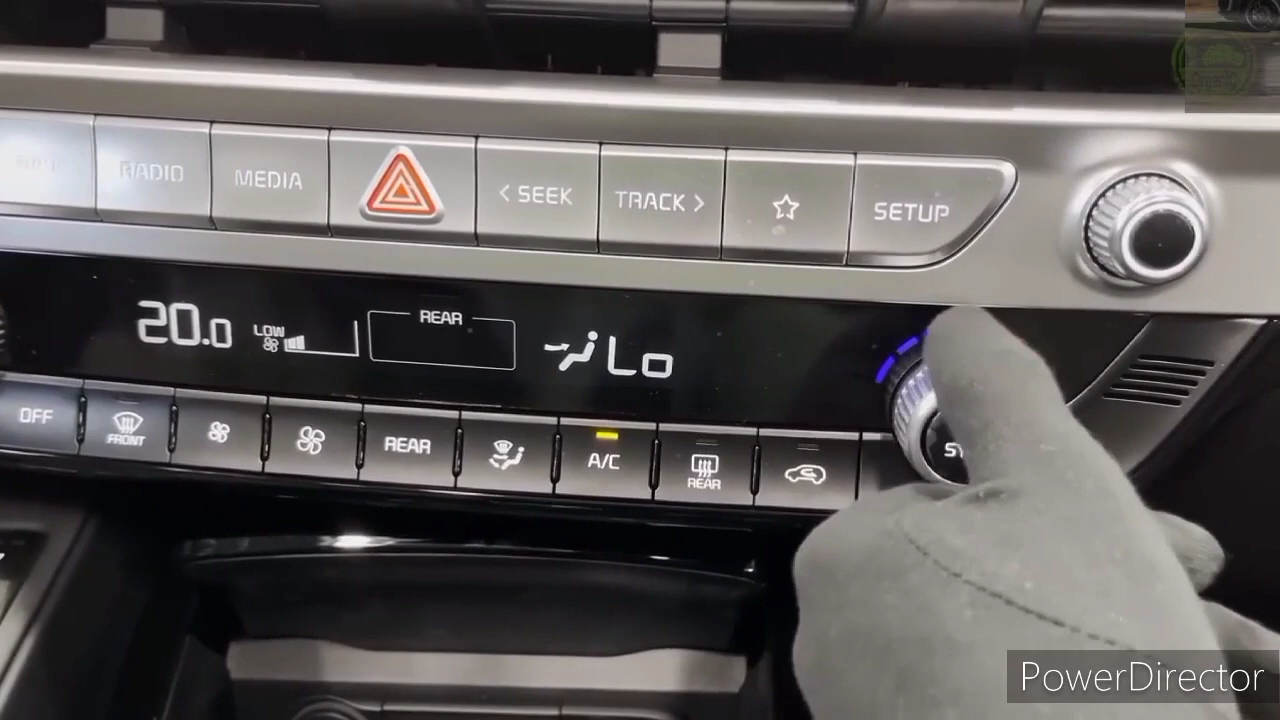 RADIO
MEDIA
< SEEK
TRACK >
SETUP
20.0
LOW
REAR
Lo
OFF
FRONT
REAR
A/C
REAR
PowerDirector